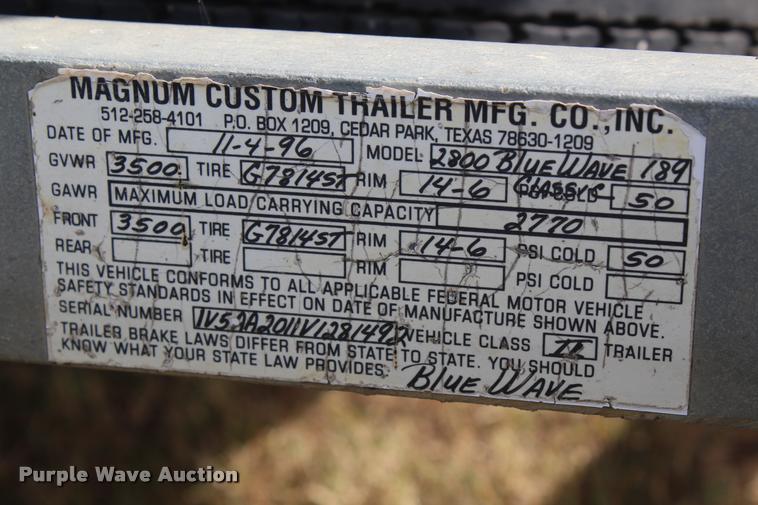 MAGNUM CUSTOM TRAILER MFG. CO., INC.
512-258-4101 P.O. BOX 1209, CEDAR PARK, TEXAS 78630-1209
DATE OF MFG. 11-4-96 MODEL 2800 BLUE WAVE 189
CLASSIC
GVWR 3500 TIRE G7814ST RIM 14-6 PSI COLD 50
GAWR MAXIMUM LOAD CARRYING CAPACITY 2770
FRONT 3500 TIRE G7814ST RIM 14-6 PSI COLD 50
REAR TIRE RIM PSI COLD
THIS VEHICLE CONFORMS TO ALL APPLICABLE FEDERAL MOTOR VEHICLE
SAFETY STANDARDS IN EFFECT ON DATE OF MANUFACTURE SHOWN ABOVE.
SERIAL NUMBER VEHICLE CLASS II TRAILER
TRAILER BRAKE LAWS DIFFER FROM STATE TO STATE. YOU SHOULD
KNOW WHAT YOUR STATE LAW PROVIDES.
BLUE WAVE
Purple Wave Auction